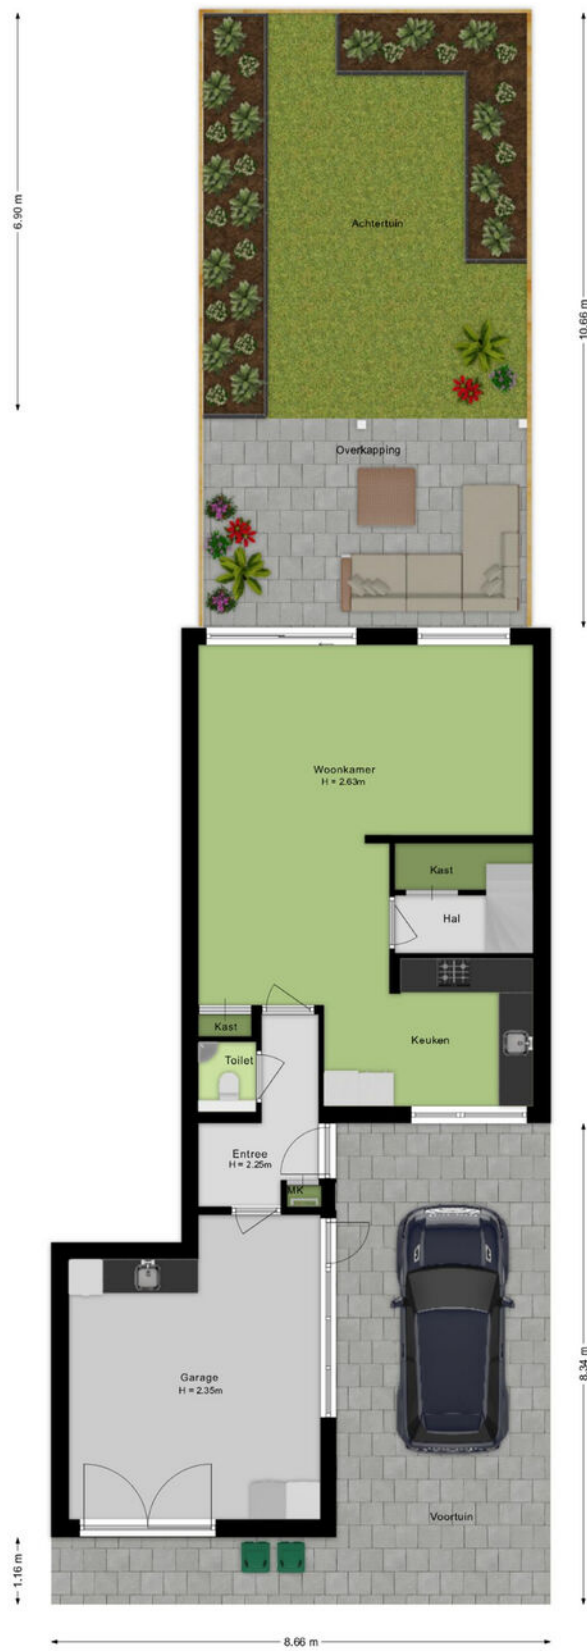 6.90 m
10.66 m
Achtertuin
Overkapping
Woonkamer
H = 2.63m
Kast
Hal
Kast
Keuken
Toilet
Entree
H = 2.25m
MK
Garage
H = 2.35m
8.34 m
Voortuin
1.16 m
8.66 m